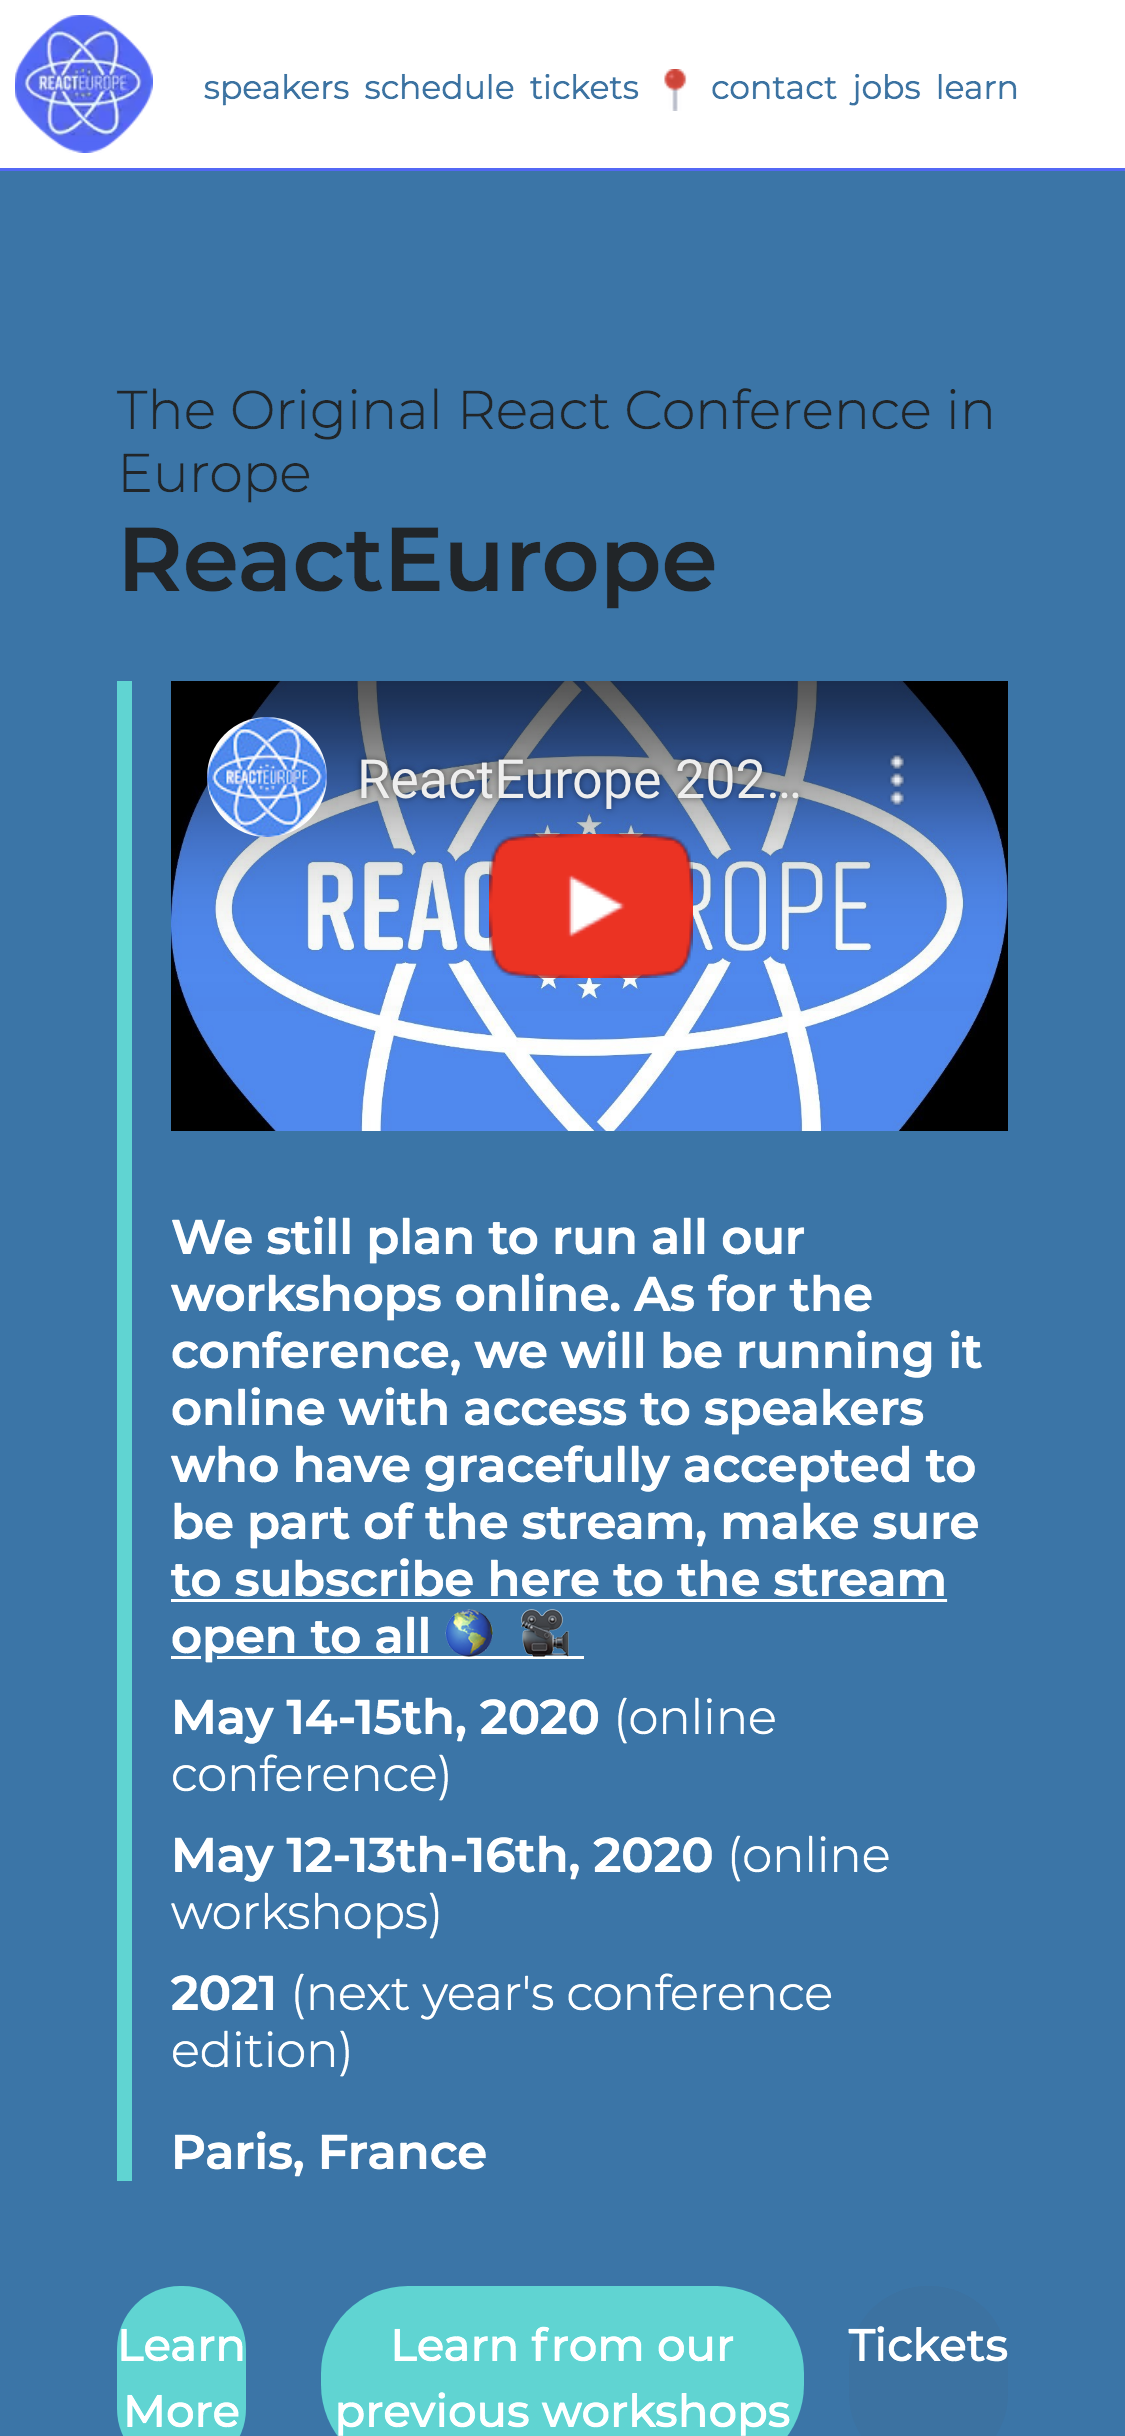 REACTEUROPE
speakers schedule tickets 📍 contact jobs learn
The Original React Conference in
Europe
ReactEurope
REACTEUROPE
ReactEurope 202...
REAC ROPE
We still plan to run all our
workshops online. As for the
conference, we will be running it
online with access to speakers
who have gracefully accepted to
be part of the stream, make sure
to subscribe here to the stream
open to all 🌎 🎥
May 14-15th, 2020 (online
conference)
May 12-13th-16th, 2020 (online
workshops)
2021 (next year's conference
edition)
Paris, France
Learn
More
Learn from our
previous workshops
Tickets